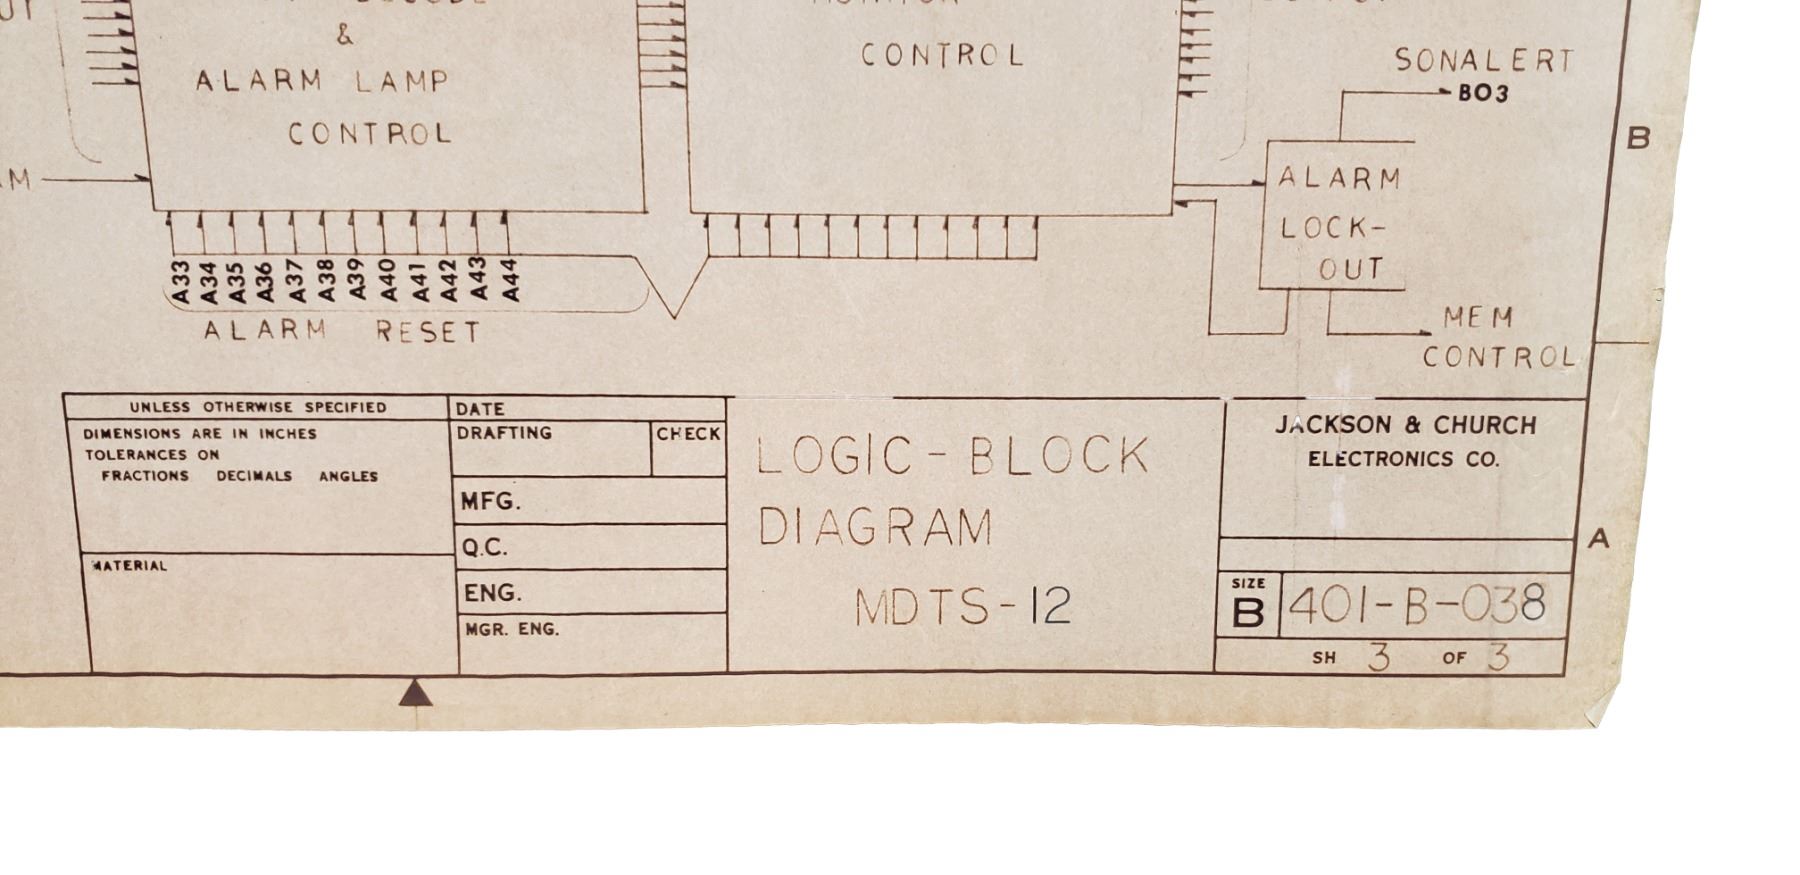 &
ALARM LAMP
CONTROL
CONTROL
SONALERT
BO3
B
ALARM
LOCK-
OUT
A33 A34 A35 A36 A37 A38 A39 A40 A41 A42 A43 A44
ALARM RESET
MEM
CONTROL
UNLESS OTHERWISE SPECIFIED
DIMENSIONS ARE IN INCHES
TOLERANCES ON
FRACTIONS DECIMALS ANGLES
MATERIAL
DATE
DRAFTING
CHECK
MFG.
Q.C.
ENG.
MGR. ENG.
LOGIC-BLOCK
DIAGRAM
MDTS-12
JACKSON & CHURCH
ELECTRONICS CO.
A
SIZE
B
401-B-038
SH 3 OF 3